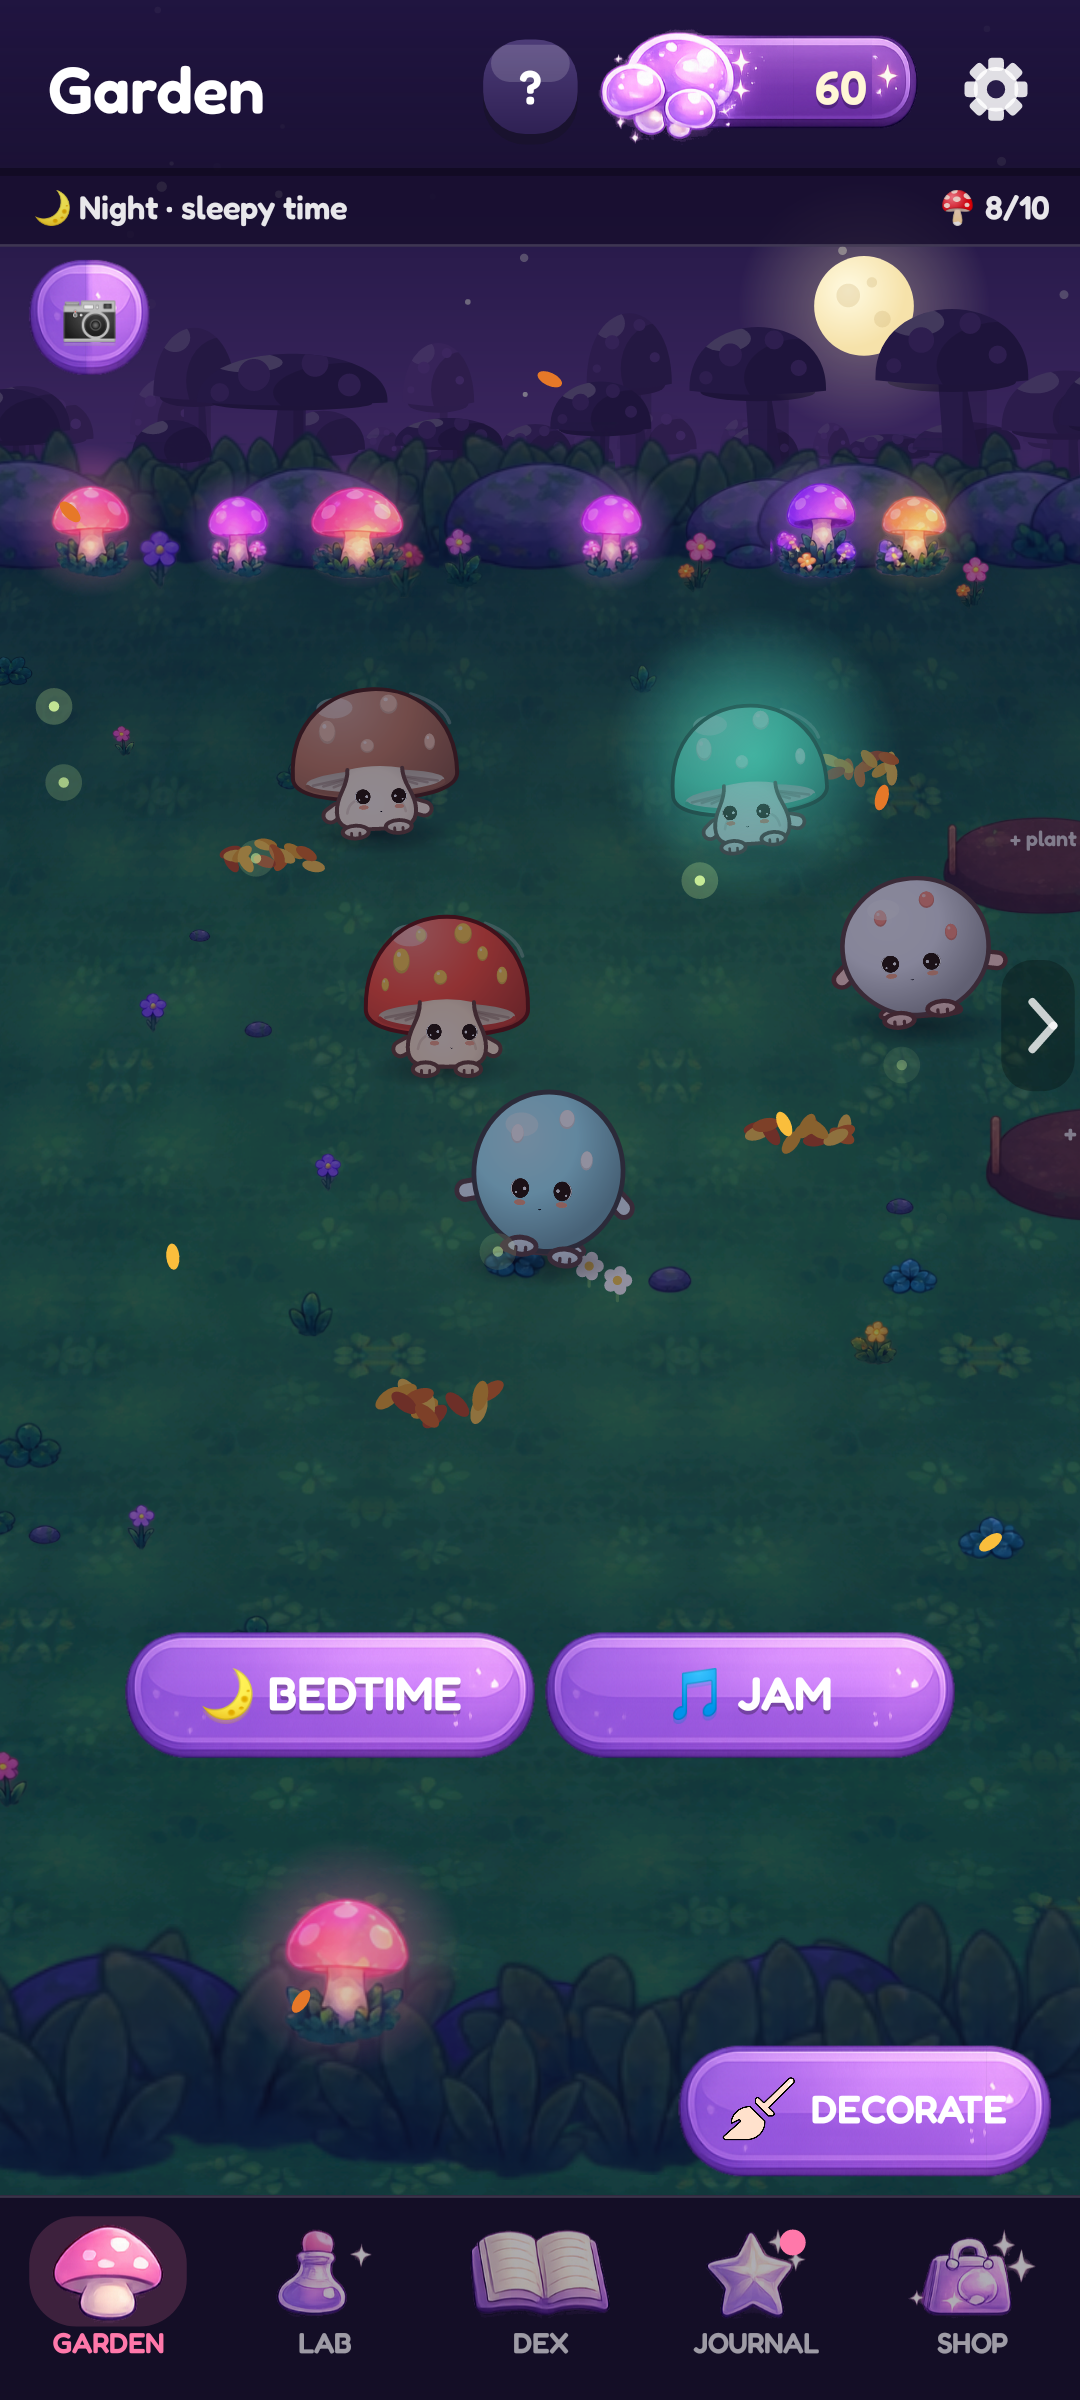 Garden
?
60
Night · sleepy time
8/10
+ plant
+
BEDTIME
JAM
DECORATE
GARDEN
LAB
DEX
JOURNAL
SHOP